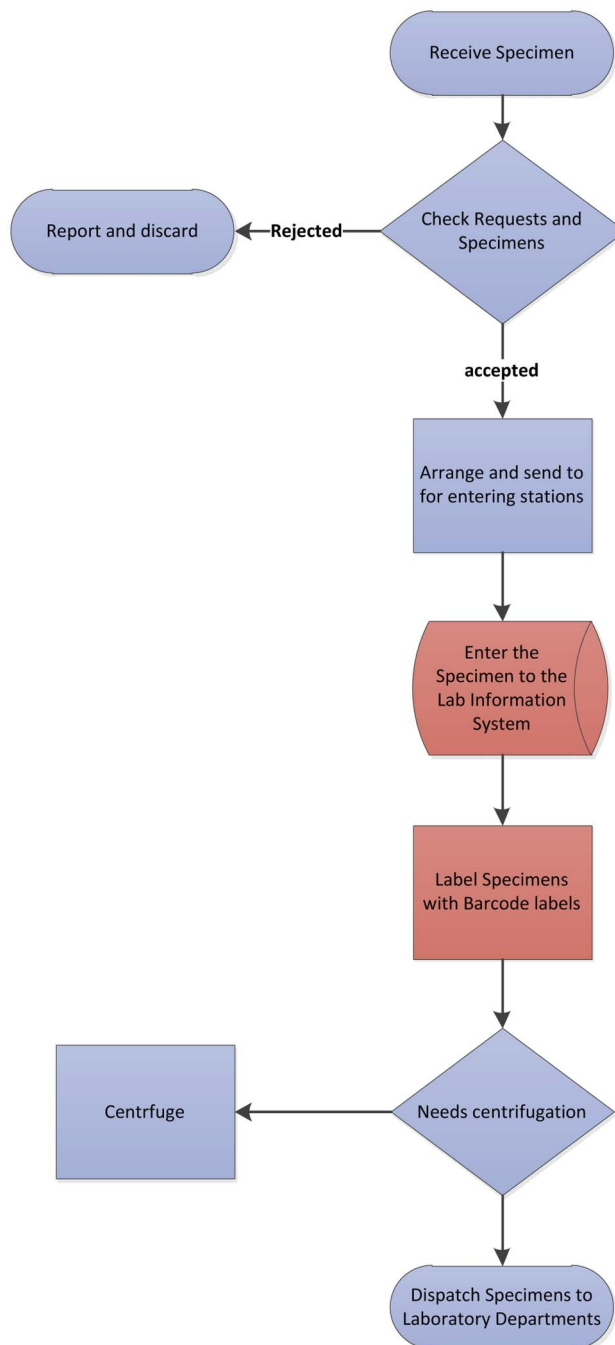 Receive Specimen
Check Requests and
Specimens
Rejected
Report and discard
accepted
Arrange and send to
for entering stations
Enter the
Specimen to the
Lab Information
System
Label Specimens
with Barcode labels
Needs centrifugation
Centrfuge
Dispatch Specimens to
Laboratory Departments